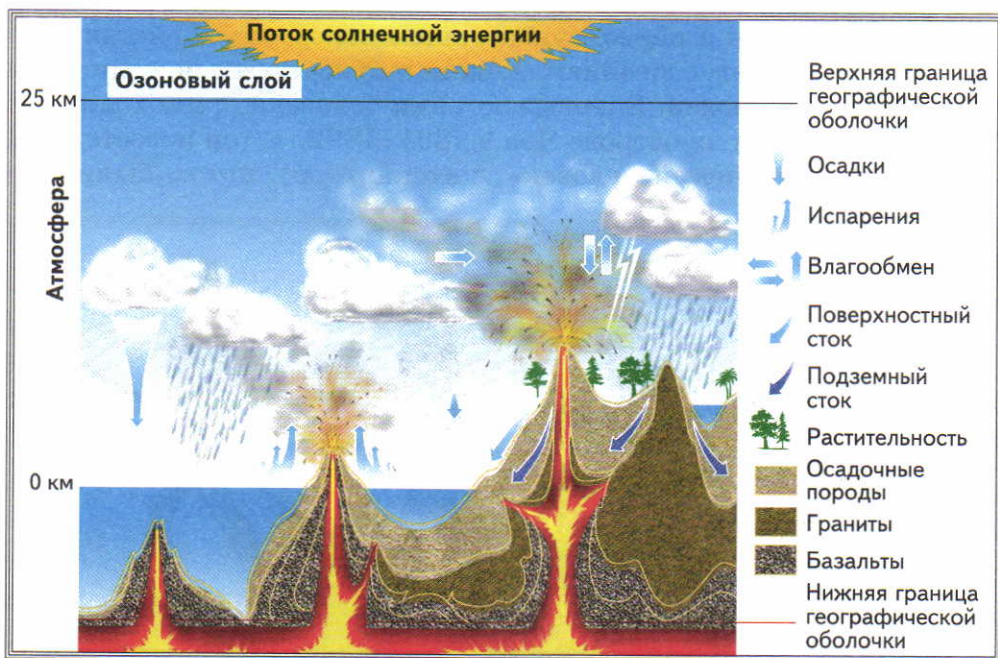 Поток солнечной энергии
Озоновый слой
25 км
Атмосфера
0 км
Верхняя граница
географической
оболочки
Осадки
Испарения
Влагообмен
Поверхностный
сток
Подземный
сток
Растительность
Осадочные
породы
Граниты
Базальты
Нижняя граница
географической
оболочки